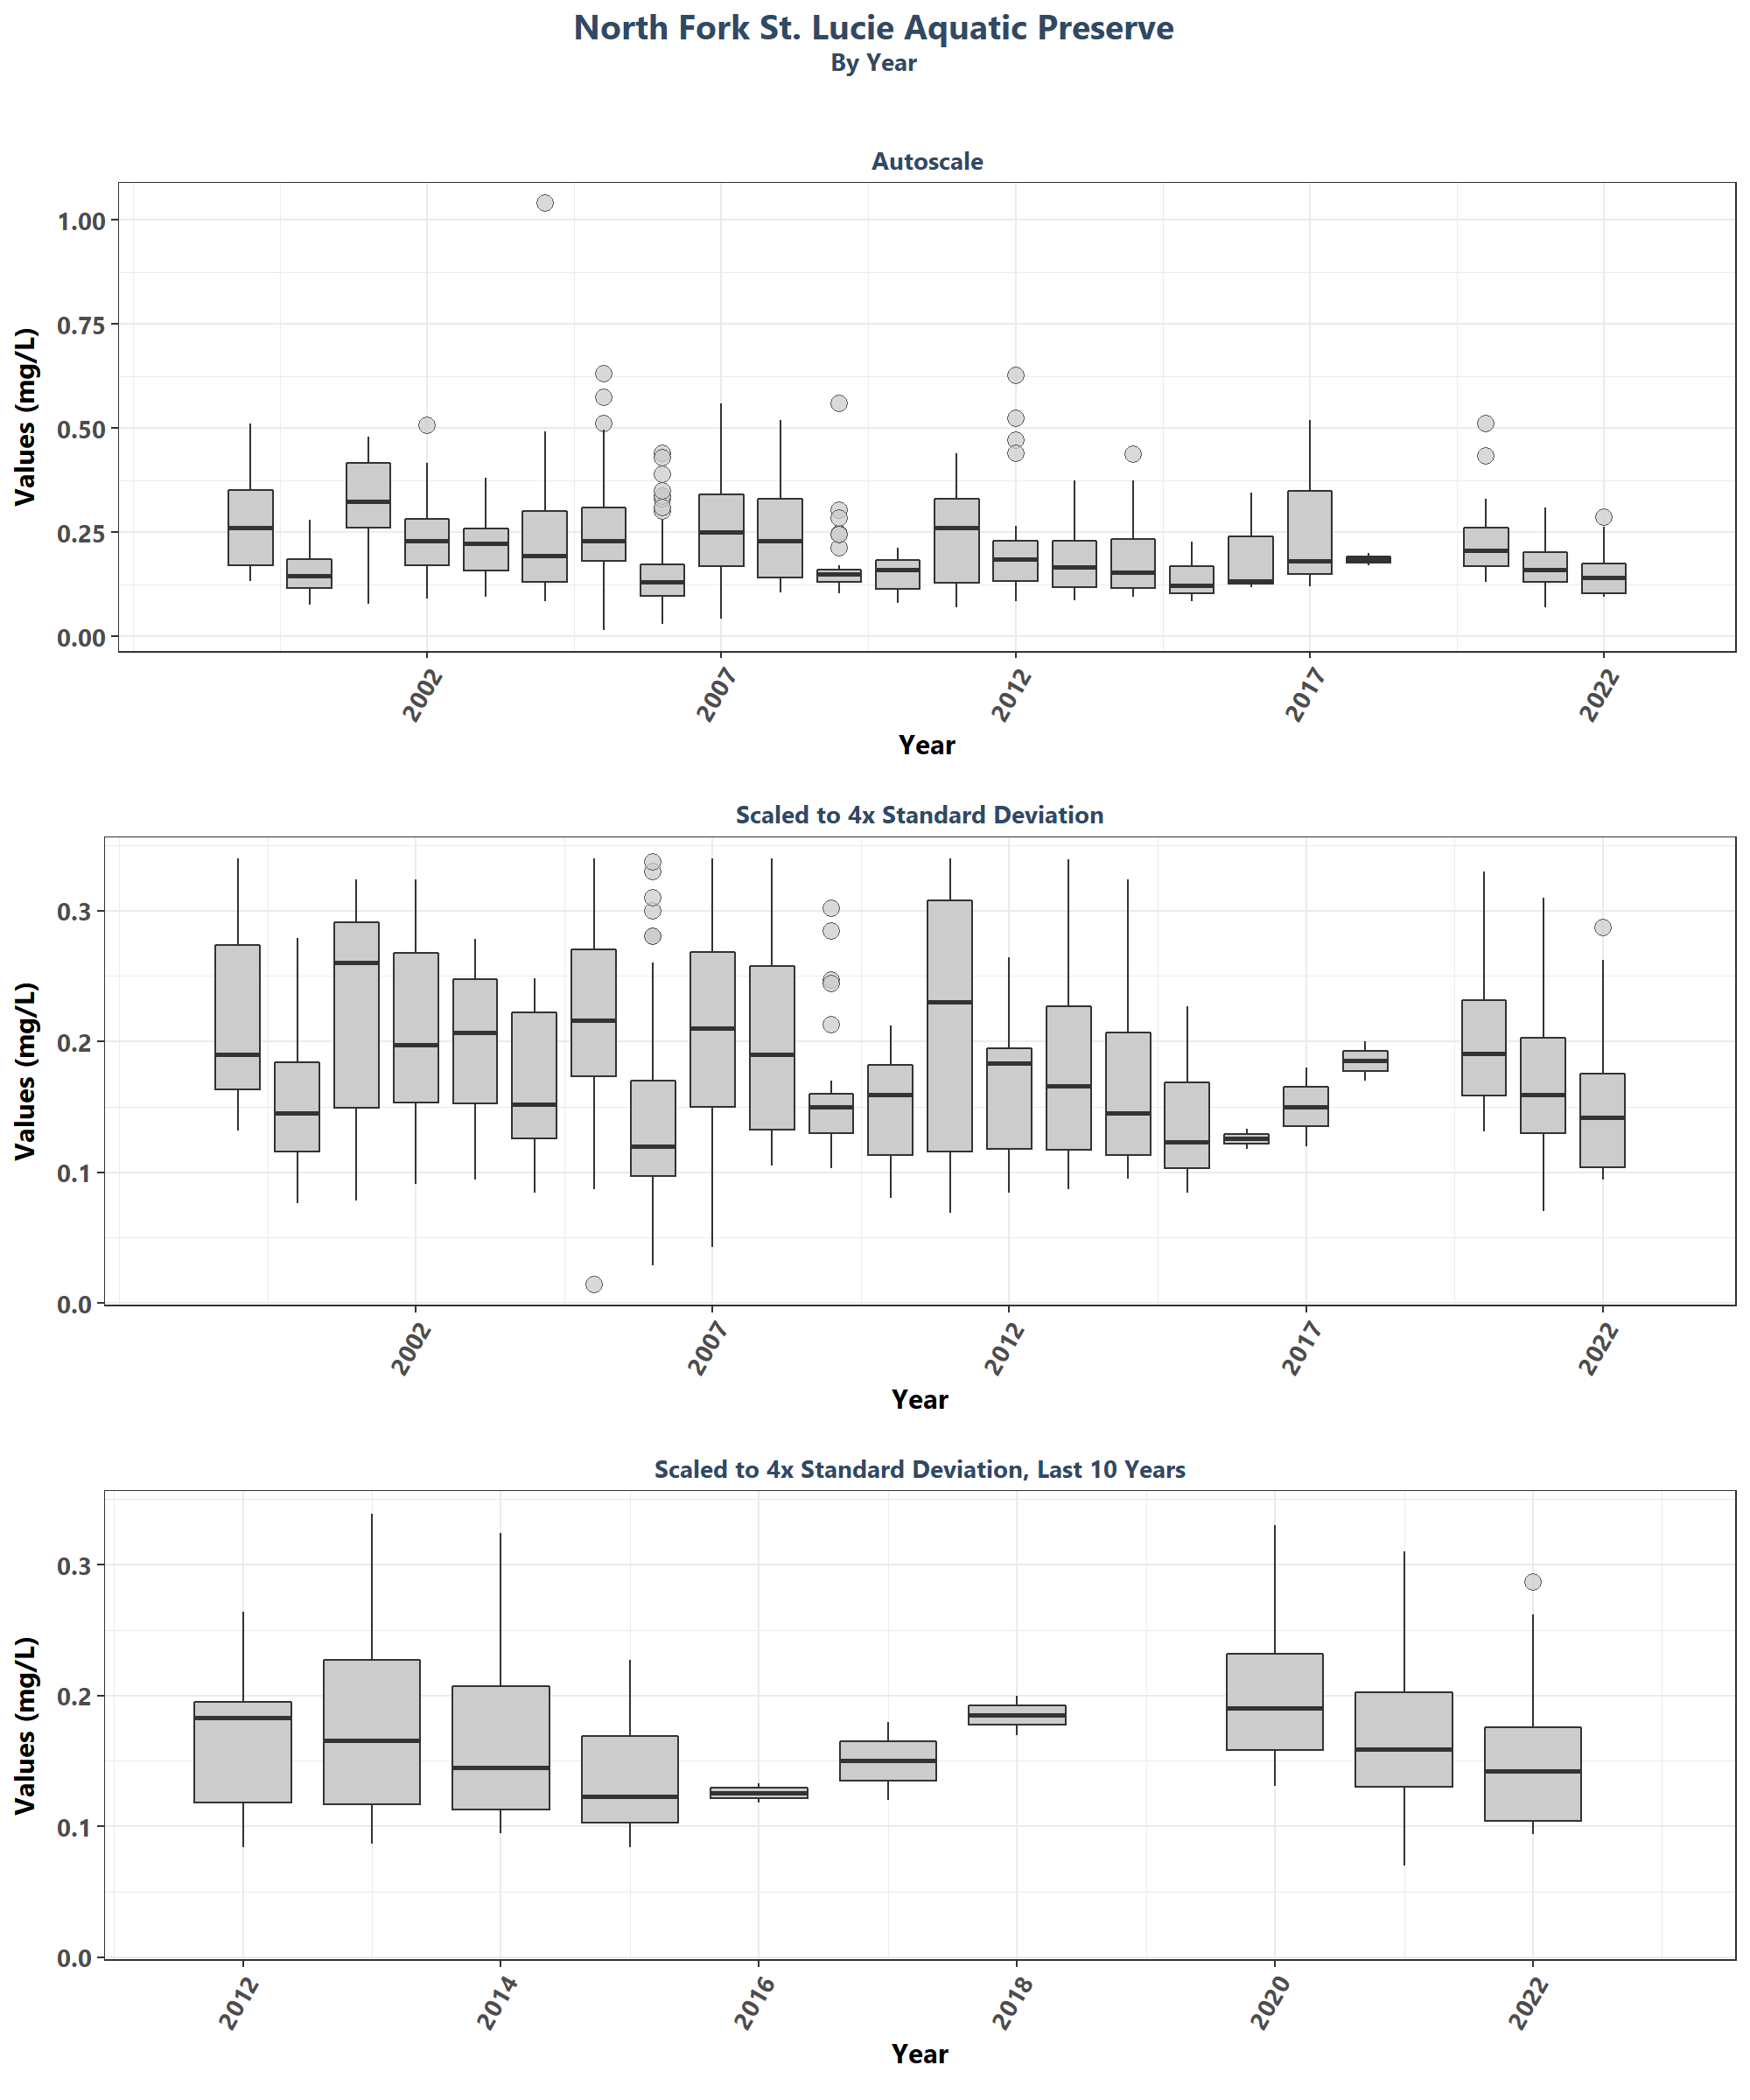 North Fork St. Lucie Aquatic Preserve
By Year
Autoscale
Values (mg/L)
1.00
0.75
0.50
0.25
0.00
2002
2007
2012
2017
2022
Year
Scaled to 4x Standard Deviation
Values (mg/L)
0.3
0.2
0.1
0.0
2002
2007
2012
2017
2022
Year
Scaled to 4x Standard Deviation, Last 10 Years
Values (mg/L)
0.3
0.2
0.1
0.0
2012
2014
2016
2018
2020
2022
Year